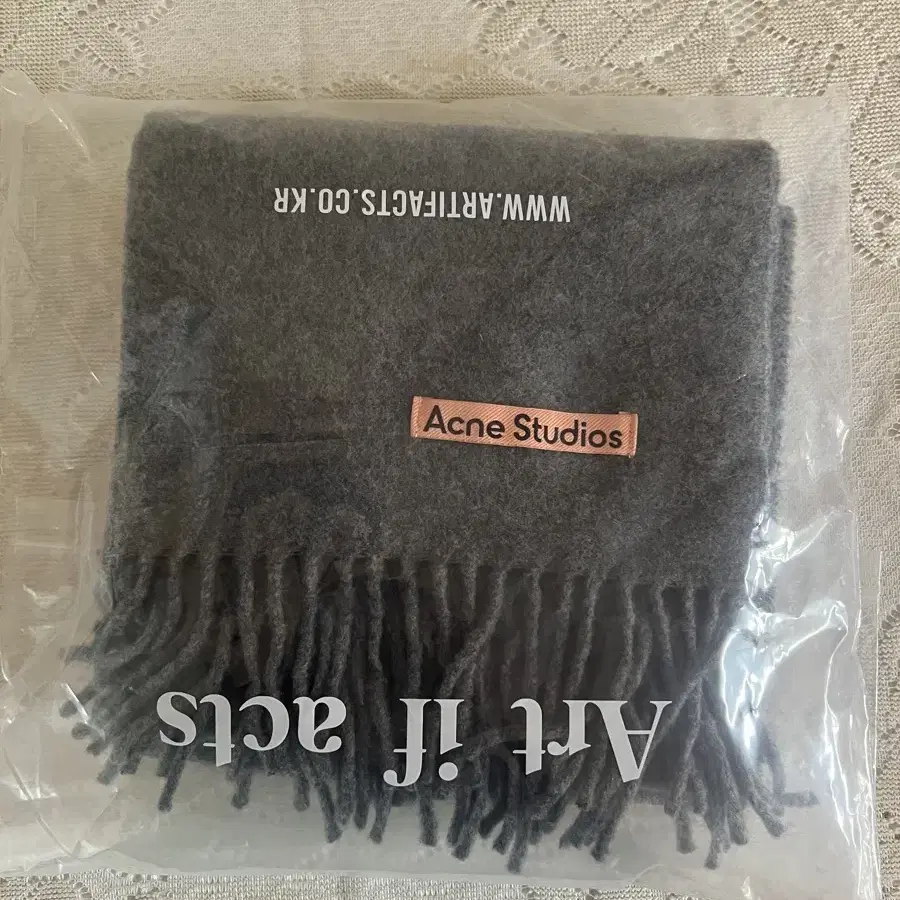 WWW.ARTIFACTS.CO.KR
Acne Studios
Art if acts